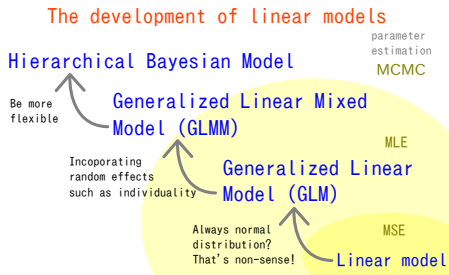 The development of linear models
parameter
estimation
MCMC
Hierarchical Bayesian Model
Be more
flexible
Generalized Linear Mixed
Model (GLMM)
MLE
Incoporating
random effects
such as individuality
Generalized Linear
Model (GLM)
Always normal
distribution?
That's non-sense!
MSE
Linear model